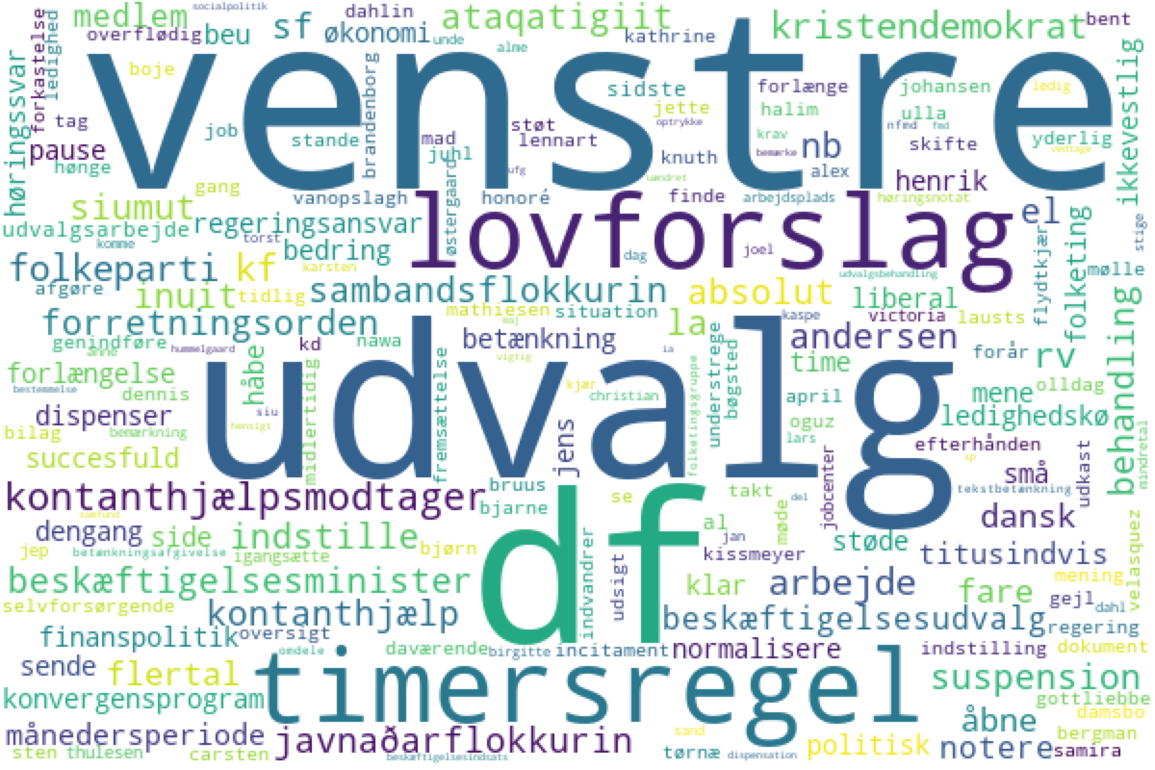 venstre
udvalg
df
lovforslag
timersregel
socialpolitik
medlem
overflødig
beu
sf
dahlin
økonomi
unde
alme
ataqatigiit
kathrine
kristendemokrat
bent
høringssvar
forkastelse
ledighed
boje
tag
pause
hønge
job
stande
brandenborg
mad
juhl
støt
lennart
sidste
jette
optrykke
knuth
forlænge
halim
krav
nb
alex
johansen
ulla
nfmd
fmd
skifte
ledig
yderlig
vedtage
ikkevestlig
gang
siumut
udvalgsarbejde
regeringsansvar
vanopslagh
østergaard
honoré
ufg
uændret
bemærke
finde
arbejdsplads
henrik
høringsnotat
el
flydtkjær
folketing
stige
komme
torst
bedring
folkeparti
kf
karsten
afgøre
inuit
tidlig
sambandsflokkurin
dag
joel
udvalgsbehandling
absolut
liberal
mølle
forretningsorden
mathiesen
situation
la
kaspe
victoria
lausts
genindføre
anne
hummelgaard
kd
nawa
maj
betænkning
andersen
forår
rv
behandling
forlængelse
bestemmelse
dennis
håbe
siu
hensigt
midlertidig
fremsættelse
vigtig
kjær
christian
ia
folketingsgruppe
understrege
bøgsted
time
april
oguz
lars
mene
olldag
ledighedskø
dispenser
bilag
bemærkning
succesfuld
jens
efterhånden
sp
små
udkast
mindretal
kontanthjælpsmodtager
bruus
bjarne
se
takt
del
møde
jobcenter
tekstbetænkning
dansk
samfund
dengang
side
indstille
jep
betænkningsafgivelse
igangsætte
bjørn
indvandrer
udsigt
al
jan
kissmeyer
støde
titusindvis
velasquez
beskæftigelsesminister
klar
arbejde
fare
mening
gejl
dahl
selvforsørgende
kontanthjælp
beskæftigelsesudvalg
regering
finanspolitik
oversigt
omdele
daværende
birgitte
incitament
normalisere
indstilling
dokument
sende
flertal
suspension
konvergensprogram
gottliebbe
damsbo
månedersperiode
javnaðarflokkurin
sand
åbne
bergman
sten
thulesen
carsten
beskæftigelsesindsats
tørnæ
dispensation
politisk
notere
samira